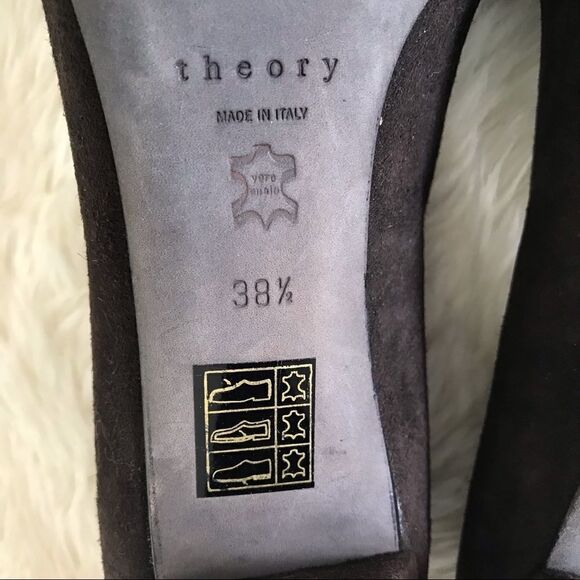 theory
MADE IN ITALY
vero
cuoio
38½